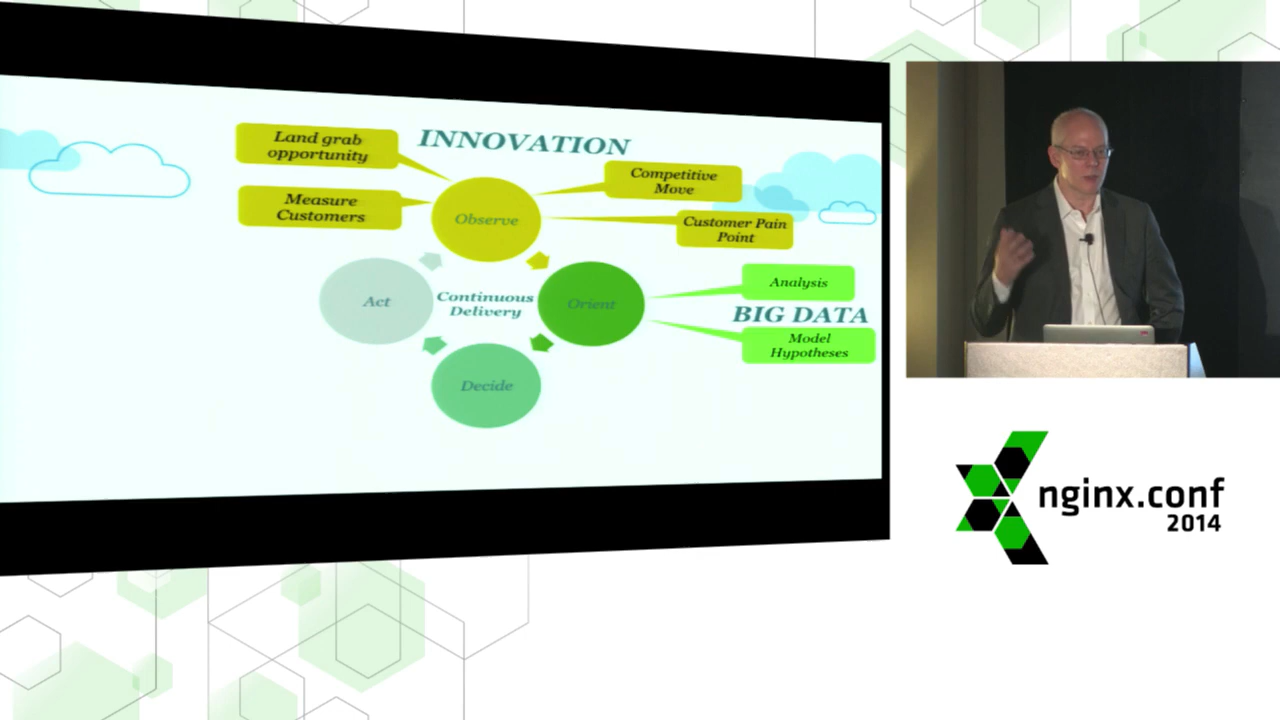 INNOVATION
Land grab
opportunity
Measure
Customers
Competitive
Move
Customer Pain
Point
Observe
Act
Continuous
Delivery
Orient
Analysis
BIG DATA
Model
Hypotheses
Decide
nginx.conf
2014